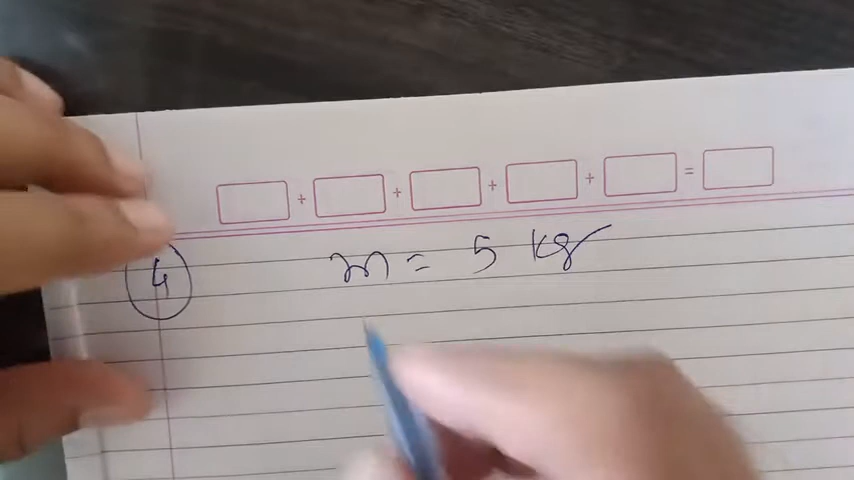 + + + + =
4 m = 5 kg